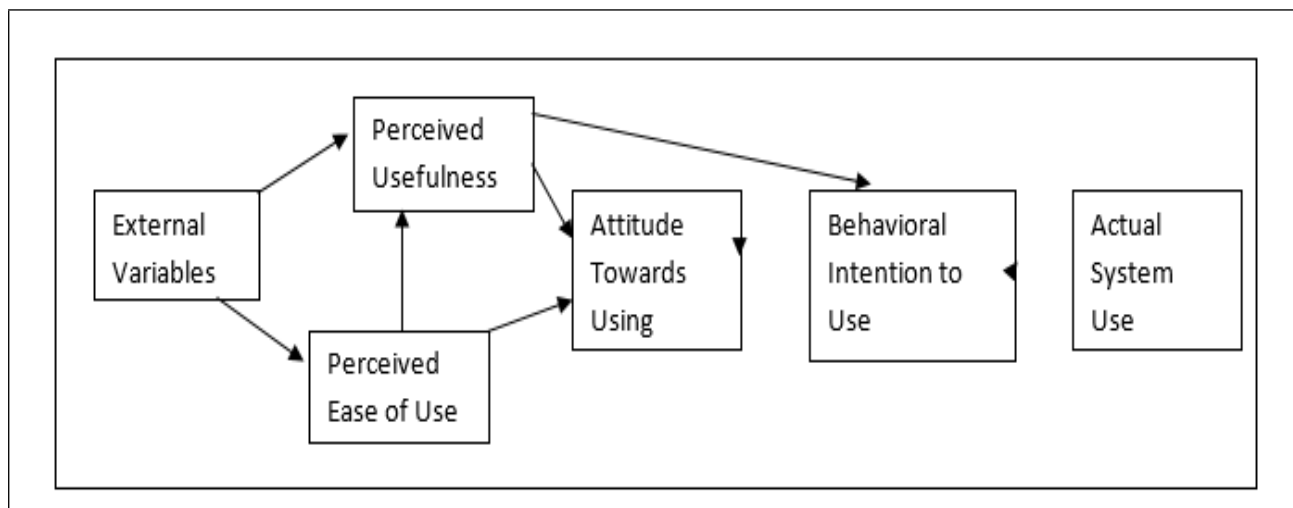 Perceived
Usefulness
External
Variables
Attitude
Towards
Using
Behavioral
Intention to
Use
Actual
System
Use
Perceived
Ease of Use